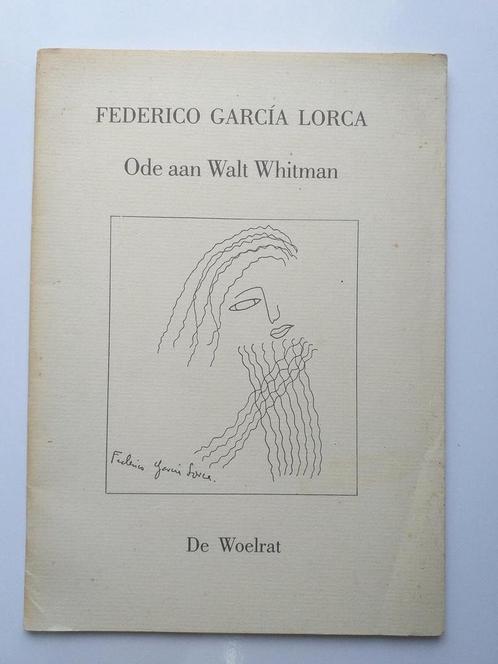 FEDERICO GARCÍA LORCA
Ode aan Walt Whitman
Federico García Lorca.
De Woelrat